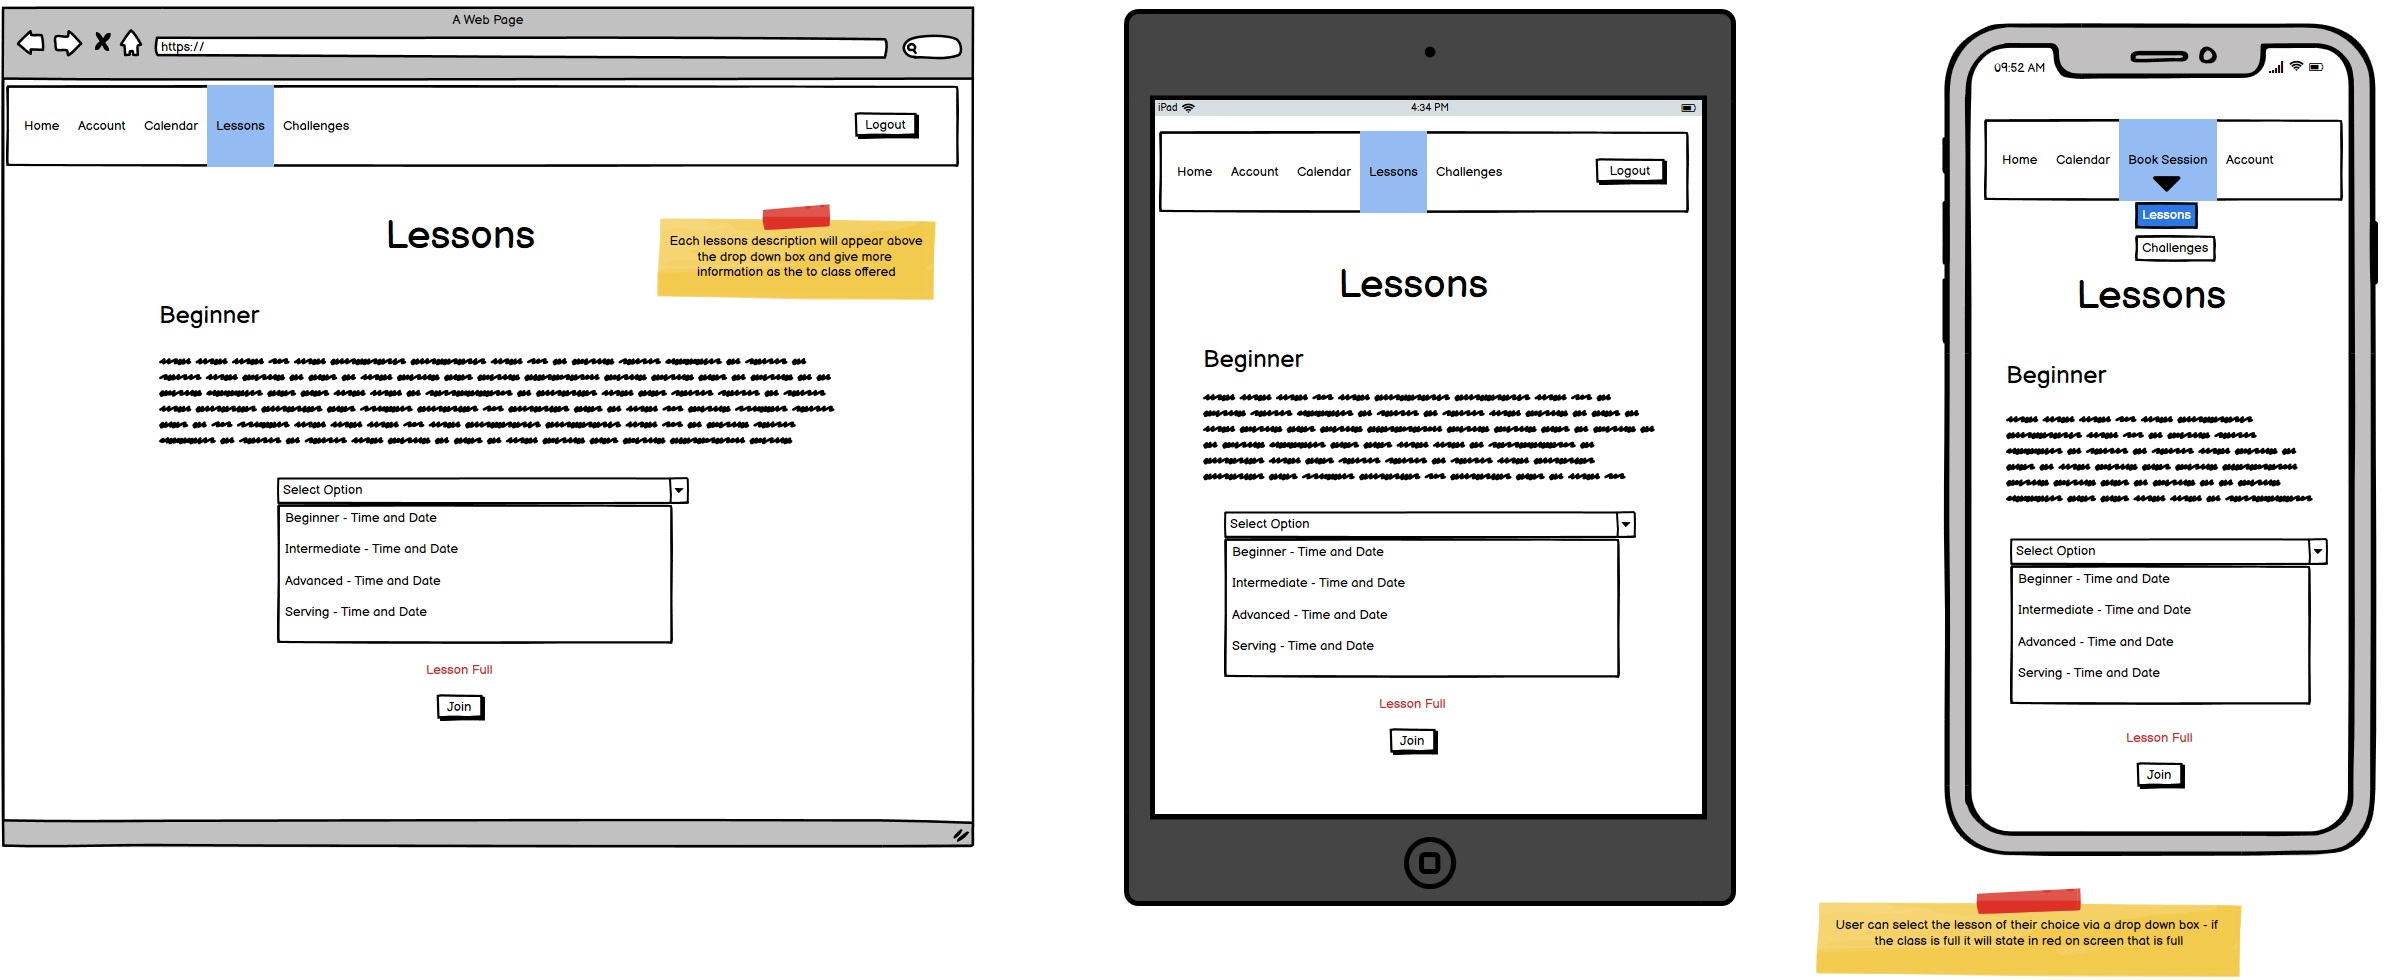 A Web Page
https://
Home Account Calendar Lessons Challenges Logout
Lessons
Each lessons description will appear above
the drop down box and give more
information as the to class offered
Beginner
Select Option
Beginner - Time and Date
Intermediate - Time and Date
Advanced - Time and Date
Serving - Time and Date
Lesson Full
Join
iPad 4:34 PM
Home Account Calendar Lessons Challenges Logout
Lessons
Beginner
Select Option
Beginner - Time and Date
Intermediate - Time and Date
Advanced - Time and Date
Serving - Time and Date
Lesson Full
Join
09:52 AM
Home Calendar Book Session Account
Lessons
Challenges
Lessons
Beginner
Select Option
Beginner - Time and Date
Intermediate - Time and Date
Advanced - Time and Date
Serving - Time and Date
Lesson Full
Join
User can select the lesson of their choice via a drop down box - if
the class is full it will state in red on screen that is full